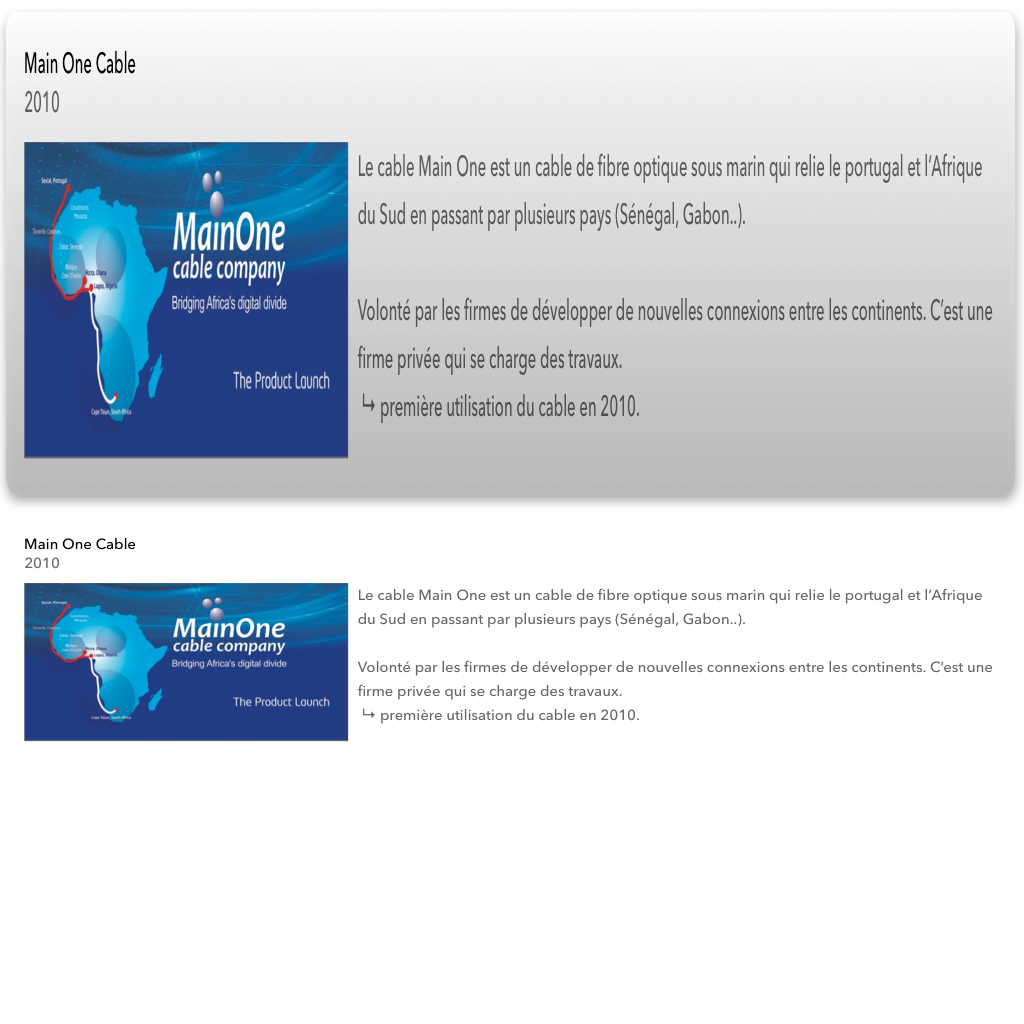 Main One Cable
2010
Seixal, Portugal
Casablanca,
Morocco
Tenerife, Canaries
Dakar, Senegal
Abidjan,
Cote D'Ivoire
Accra, Ghana
Lagos, Nigeria
Cape Town, South Africa
MainOne
cable company
Bridging Africa's digital divide
The Product Launch
Le cable Main One est un cable de fibre optique sous marin qui relie le portugal et l’Afrique
du Sud en passant par plusieurs pays (Sénégal, Gabon..).
Volonté par les firmes de développer de nouvelles connexions entre les continents. C’est une
firme privée qui se charge des travaux.
↳ première utilisation du cable en 2010.
Main One Cable
2010
MainOne
cable company
Bridging Africa's digital divide
The Product Launch
Le cable Main One est un cable de fibre optique sous marin qui relie le portugal et l’Afrique
du Sud en passant par plusieurs pays (Sénégal, Gabon..).
Volonté par les firmes de développer de nouvelles connexions entre les continents. C’est une
firme privée qui se charge des travaux.
↳ première utilisation du cable en 2010.